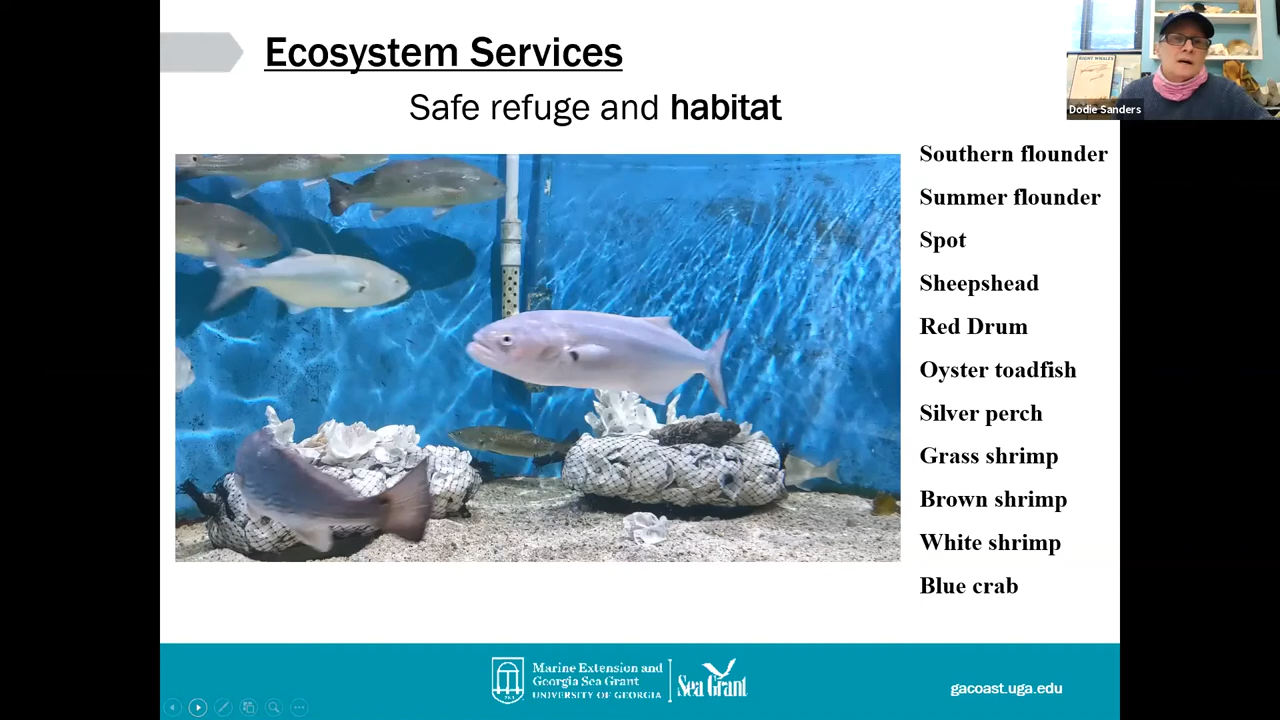 Ecosystem Services
Safe refuge and habitat
RIGHT WHALES
Dodie Sanders
Southern flounder
Summer flounder
Spot
Sheepshead
Red Drum
Oyster toadfish
Silver perch
Grass shrimp
Brown shrimp
White shrimp
Blue crab
Marine Extension and
Georgia Sea Grant
UNIVERSITY OF GEORGIA
Sea Grant
gacoast.uga.edu